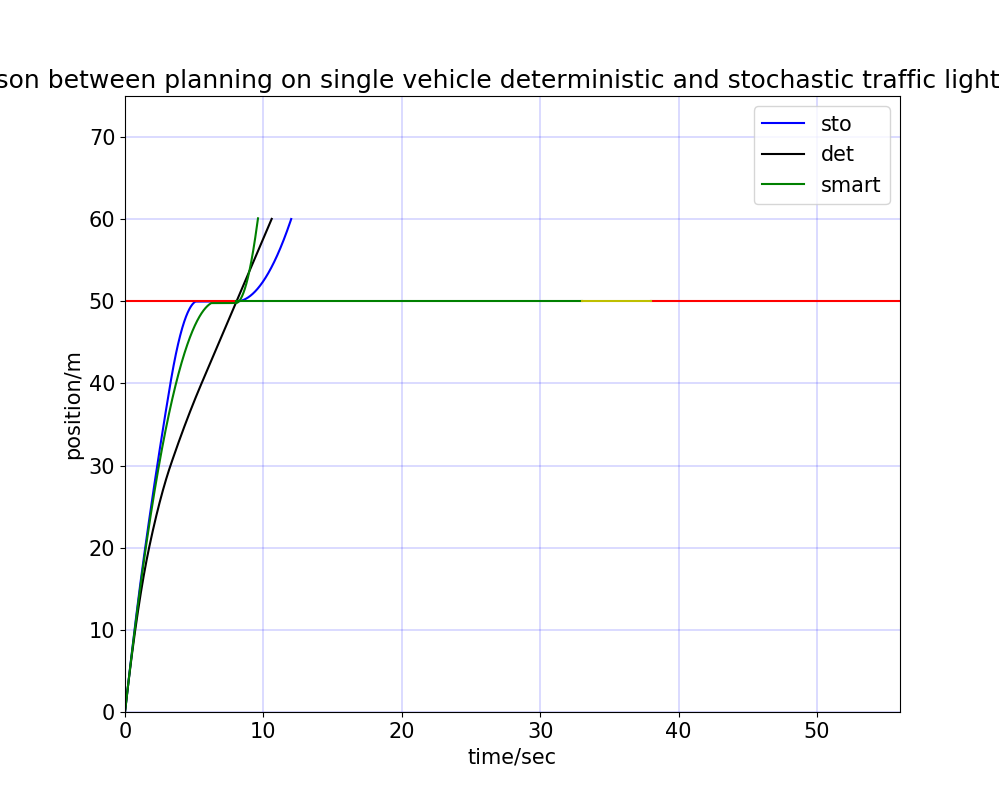 son between planning on single vehicle deterministic and stochastic traffic light
sto
det
smart
70
60
50
40
30
20
10
0
position/m
0 10 20 30 40 50
time/sec